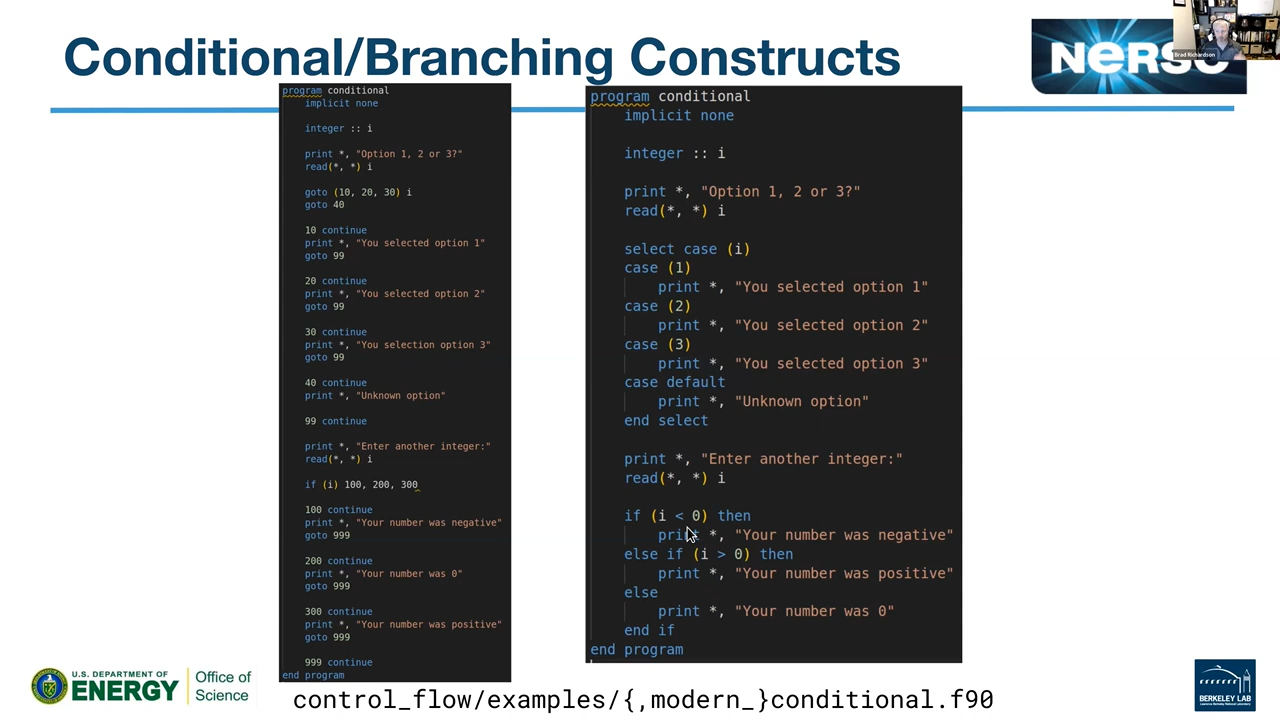 Conditional/Branching Constructs
NERSC
Brad Richardson
program conditional
implicit none
integer :: i
print *, "Option 1, 2 or 3?"
read(*, *) i
goto (10, 20, 30) i
goto 40
10 continue
print *, "You selected option 1"
goto 99
20 continue
print *, "You selected option 2"
goto 99
30 continue
print *, "You selection option 3"
goto 99
40 continue
print *, "Unknown option"
99 continue
print *, "Enter another integer:"
read(*, *) i
if (i) 100, 200, 300
100 continue
print *, "Your number was negative"
goto 999
200 continue
print *, "Your number was 0"
goto 999
300 continue
print *, "Your number was positive"
goto 999
999 continue
end program
program conditional
implicit none
integer :: i
print *, "Option 1, 2 or 3?"
read(*, *) i
select case (i)
case (1)
print *, "You selected option 1"
case (2)
print *, "You selected option 2"
case (3)
print *, "You selected option 3"
case default
print *, "Unknown option"
end select
print *, "Enter another integer:"
read(*, *) i
if (i < 0) then
print *, "Your number was negative"
else if (i > 0) then
print *, "Your number was positive"
else
print *, "Your number was 0"
end if
end program
U.S. DEPARTMENT OF
ENERGY
Office of
Science
control_flow/examples/{,modern_}conditional.f90
BERKELEY LAB